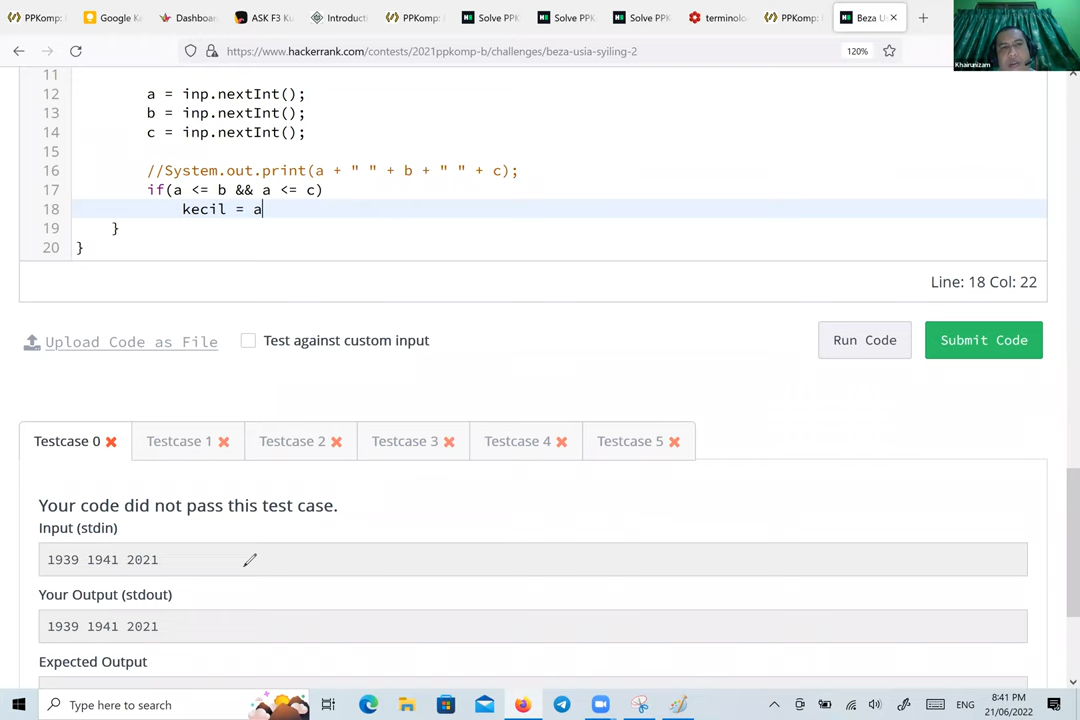 PPKomp:
Google K
Dashboar
ASK F3 Ku
Introducti
PPKomp:
Solve PPK
Solve PPK
Solve PPK
terminolo
PPKomp:
Beza U
https://www.hackerrank.com/contests/2021ppkomp-b/challenges/beza-usia-syiling-2
120%
Khairunizam
11
12 a = inp.nextInt();
13 b = inp.nextInt();
14 c = inp.nextInt();
15
16 //System.out.print(a + " " + b + " " + c);
17 if(a <= b && a <= c)
18 kecil = a
19 }
20 }
Line: 18 Col: 22
Upload Code as File
Test against custom input
Run Code
Submit Code
Testcase 0
Testcase 1
Testcase 2
Testcase 3
Testcase 4
Testcase 5
Your code did not pass this test case.
Input (stdin)
1939 1941 2021
Your Output (stdout)
1939 1941 2021
Expected Output
Type here to search
ENG
8:41 PM
21/06/2022